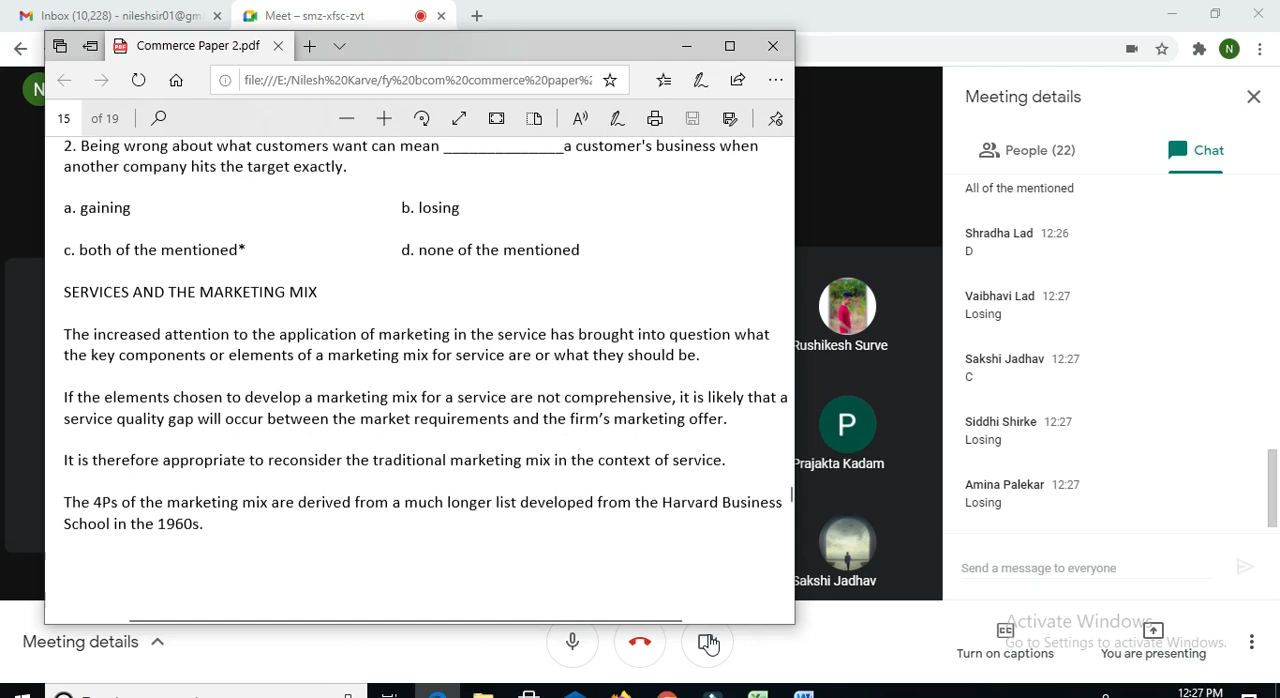 Inbox (10,228) - nileshsir01@gm
Meet – smz-xfsc-zvt
Commerce Paper 2.pdf
file:///E:/Nilesh%20Karve/fy%20bcom%20commerce%20paper%2
N
15 of 19
2. Being wrong about what customers want can mean ______________a customer's business when
another company hits the target exactly.
a. gaining b. losing
c. both of the mentioned* d. none of the mentioned
SERVICES AND THE MARKETING MIX
The increased attention to the application of marketing in the service has brought into question what
the key components or elements of a marketing mix for service are or what they should be.
If the elements chosen to develop a marketing mix for a service are not comprehensive, it is likely that a
service quality gap will occur between the market requirements and the firm’s marketing offer.
It is therefore appropriate to reconsider the traditional marketing mix in the context of service.
The 4Ps of the marketing mix are derived from a much longer list developed from the Harvard Business
School in the 1960s.
N
Rushikesh Surve
P
Prajakta Kadam
Sakshi Jadhav
Meeting details
People (22)
Chat
All of the mentioned
Shradha Lad 12:26
D
Vaibhavi Lad 12:27
Losing
Sakshi Jadhav 12:27
C
Siddhi Shirke 12:27
Losing
Amina Palekar 12:27
Losing
Send a message to everyone
Meeting details
Activate Windows
Go to Settings to activate Windows.
Turn on captions
You are presenting
12:27 PM